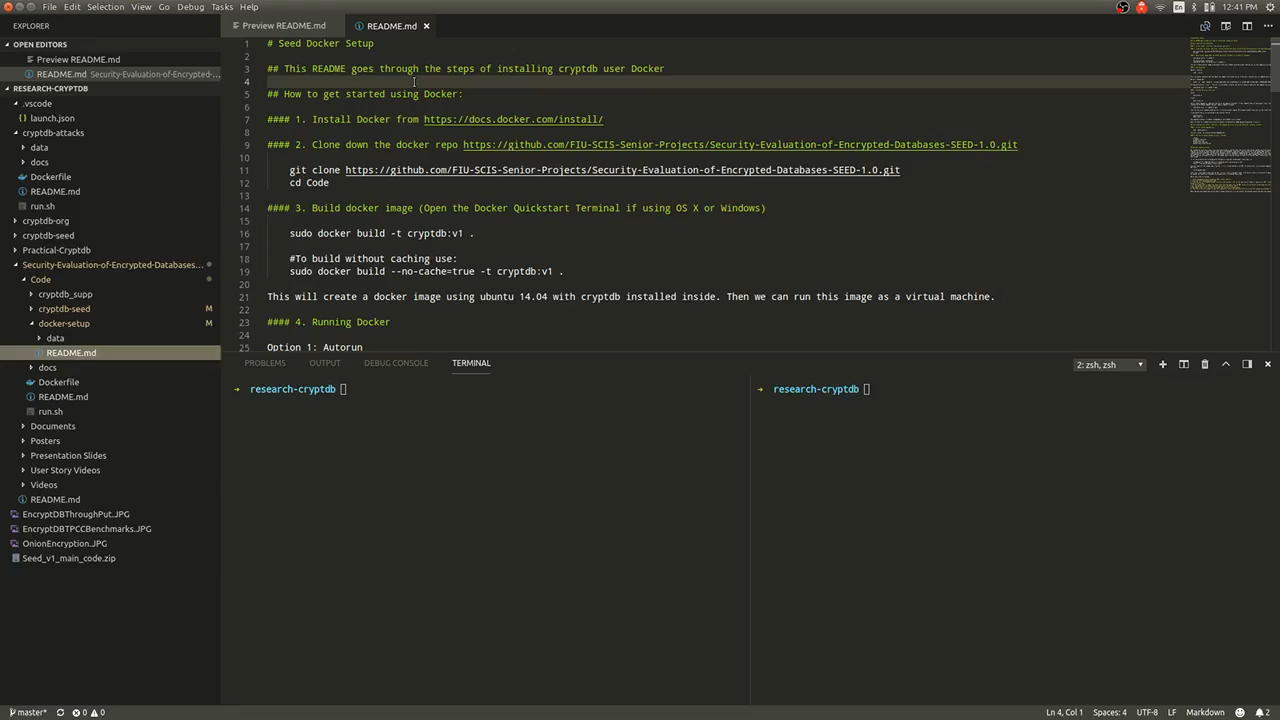 File Edit Selection View Go Debug Tasks Help
En 12:41 PM
EXPLORER
OPEN EDITORS
Preview README.md
README.md Security-Evaluation-of-Encrypted-...
RESEARCH-CRYPTDB
.vscode
launch.json
cryptdb-attacks
data
docs
Dockerfile
README.md
run.sh
cryptdb-org
cryptdb-seed
Practical-Cryptdb
Security-Evaluation-of-Encrypted-Databases...
Code
cryptdb_supp
cryptdb-seed M
docker-setup M
data
README.md
docs
Dockerfile
README.md
run.sh
Documents
Posters
Presentation Slides
User Story Videos
Videos
README.md
EncryptDBThroughPut.JPG
EncryptDBTPCCBenchmarks.JPG
OnionEncryption.JPG
Seed_v1_main_code.zip
Preview README.md README.md
1 # Seed Docker Setup
2
3 ## This README goes through the steps of installing cryptdb user Docker
4
5 ## How to get started using Docker:
6
7 #### 1. Install Docker from https://docs.docker.com/install/
8
9 #### 2. Clone down the docker repo https://github.com/FIU-SCIS-Senior-Projects/Security-Evaluation-of-Encrypted-Databases-SEED-1.0.git
10
11 git clone https://github.com/FIU-SCIS-Senior-Projects/Security-Evaluation-of-Encrypted-Databases-SEED-1.0.git
12 cd Code
13
14 #### 3. Build docker image (Open the Docker Quickstart Terminal if using OS X or Windows)
15
16 sudo docker build -t cryptdb:v1 .
17
18 #To build without caching use:
19 sudo docker build --no-cache=true -t cryptdb:v1 .
20
21 This will create a docker image using ubuntu 14.04 with cryptdb installed inside. Then we can run this image as a virtual machine.
22
23 #### 4. Running Docker
24
25 Option 1: Autorun
PROBLEMS OUTPUT DEBUG CONSOLE TERMINAL 2: zsh, zsh
→ research-cryptdb
→ research-cryptdb
master* 0 0 Ln 4, Col 1 Spaces: 4 UTF-8 LF Markdown 2